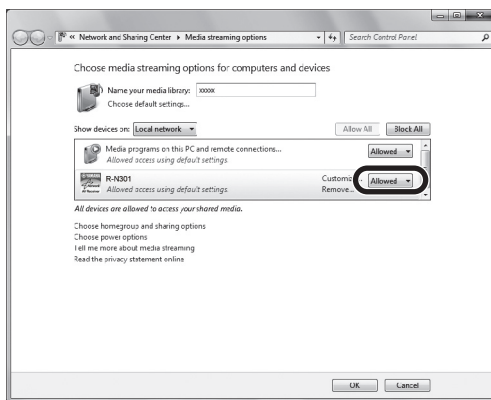 « Network and Sharing Center ▸ Media streaming options
Search Control Panel
Choose media streaming options for computers and devices
Name your media library: xxxxx
Choose default settings...
Show devices on: Local network
Allow All
Block All
Media programs on this PC and remote connections...
Allowed access using default settings.
Allowed
R-N301
Allowed access using default settings.
Customize...
Remove...
Allowed
All devices are allowed to access your shared media.
Choose homegroup and sharing options
Choose power options
Tell me more about media streaming
Read the privacy statement online
OK
Cancel